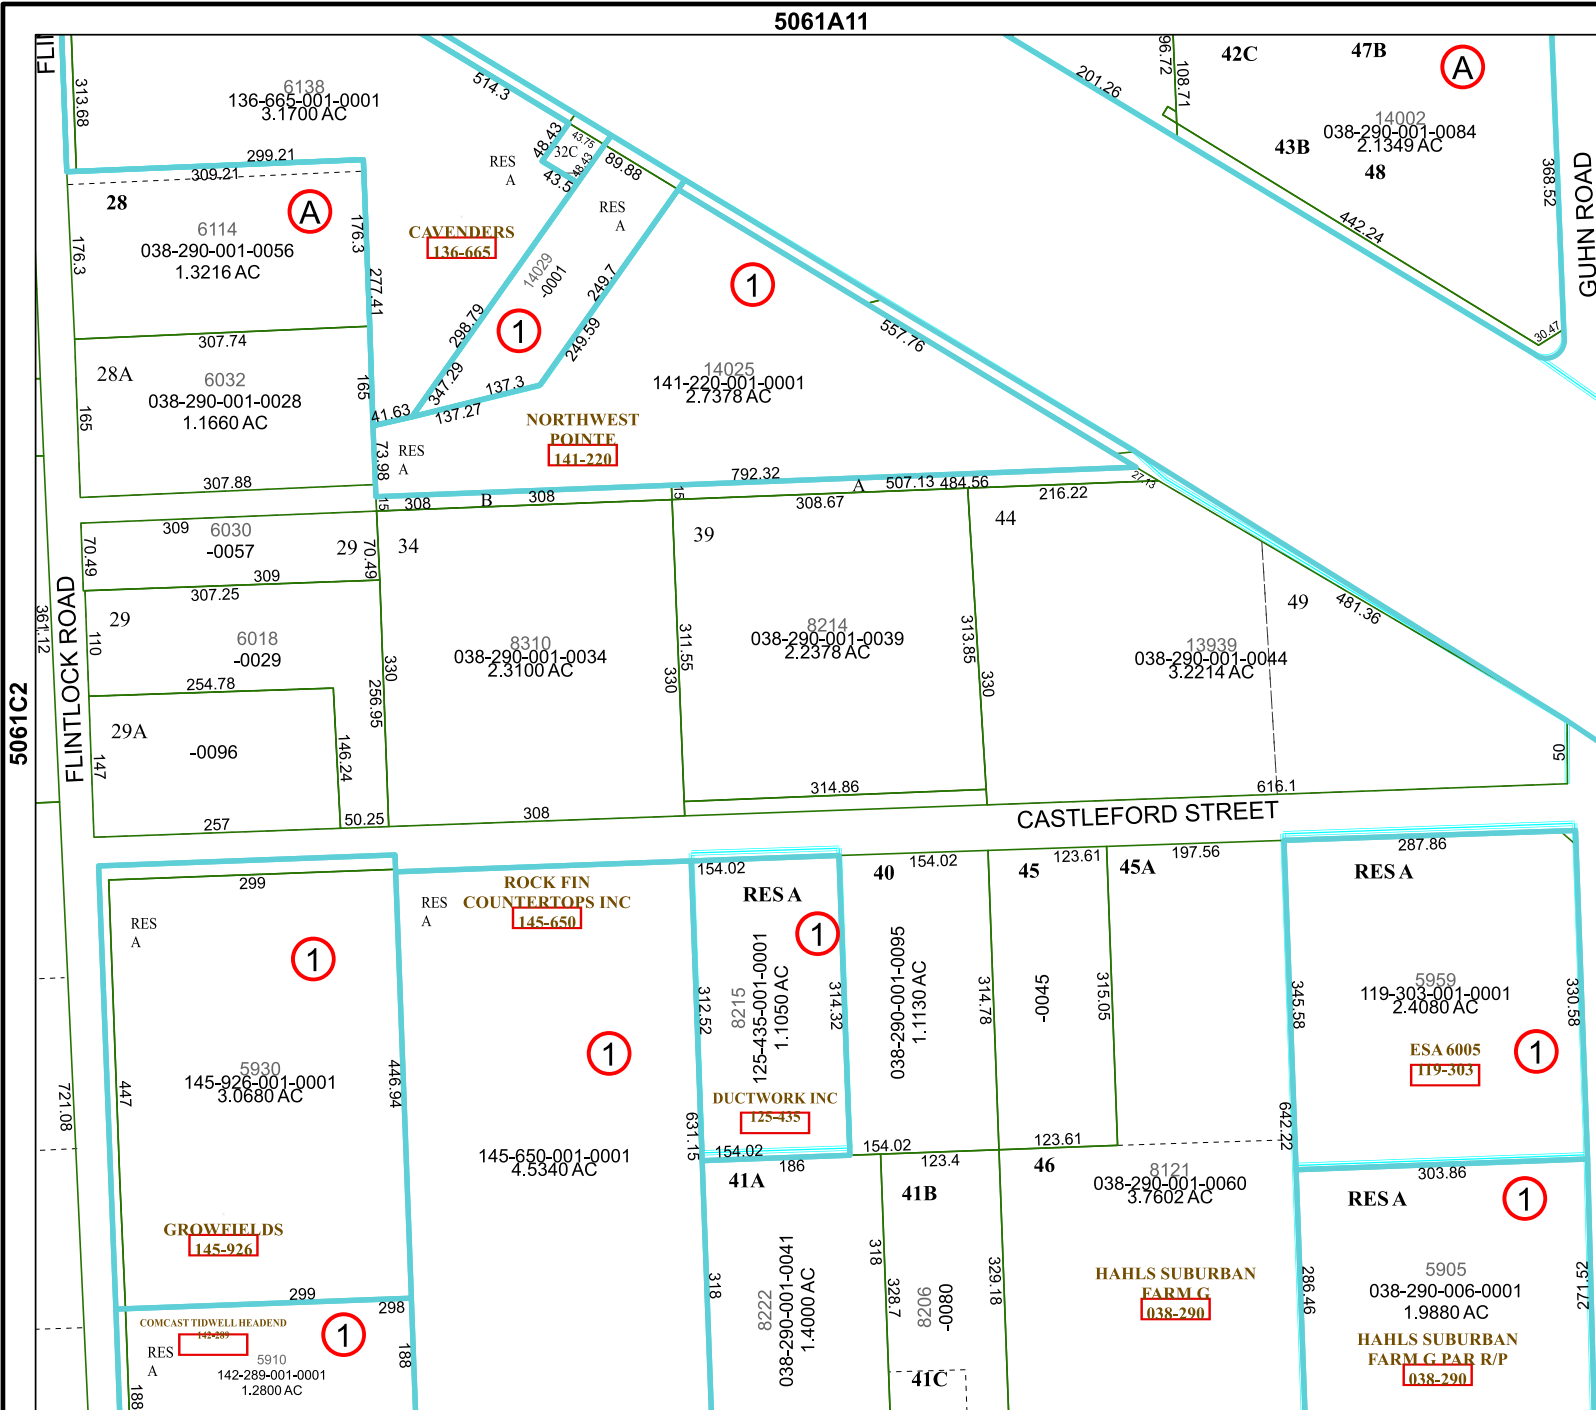 5061A11
FLI
313.68
6138
136-665-001-0001
3.1700 AC
514.3
299.21
309.21
28
A
6114
038-290-001-0056
1.3216 AC
176.3
176.3
277.41
RES
A
48.43
43.75
32C
48.43
43.5
89.88
RES
A
CAVENDERS
136-665
14029
-0001
298.79
347.29
249.7
249.59
1
1
137.3
137.27
41.63
557.76
201.26
96.72
108.71
42C
47B
A
14002
038-290-001-0084
2.1349 AC
43B
48
368.52
442.24
30.47
GUHN ROAD
307.74
28A
6032
038-290-001-0028
1.1660 AC
165
165
307.88
14025
141-220-001-0001
2.7378 AC
NORTHWEST
POINTE
141-220
RES
A
73.98
792.32
507.13
484.56
A
B
15
308
308
15
308.67
216.22
27.13
309
6030
-0057
29
70.49
70.49
309
307.25
29
6018
-0029
110
254.78
29A
-0096
147
146.24
257
50.25
361.12
FLINTLOCK ROAD
5061C2
34
8310
038-290-001-0034
2.3100 AC
330
256.95
311.55
330
308
39
8214
038-290-001-0039
2.2378 AC
313.85
330
314.86
44
49
481.36
13939
038-290-001-0044
3.2214 AC
616.1
50
CASTLEFORD STREET
299
RES
A
1
5930
145-926-001-0001
3.0680 AC
447
446.94
721.08
GROWFIELDS
145-926
299
298
COMCAST TIDWELL HEADEND
142-289
RES
A
1
5910
142-289-001-0001
1.2800 AC
188
188
RES
A
ROCK FIN
COUNTERTOPS INC
145-650
1
145-650-001-0001
4.5340 AC
631.15
154.02
RES A
1
8215
125-435-001-0001
1.1050 AC
312.52
314.32
DUCTWORK INC
125-435
154.02
186
154.02
40
154.02
038-290-001-0095
1.1130 AC
314.78
45
123.61
-0045
315.05
123.61
45A
197.56
123.4
41A
8222
038-290-001-0041
1.4000 AC
318
41B
318
328.7
8206
-0080
41C
329.18
46
8121
038-290-001-0060
3.7602 AC
642.22
HAHLS SUBURBAN
FARM G
038-290
287.86
RES A
345.58
330.58
5959
119-303-001-0001
2.4080 AC
ESA 6005
119-303
1
303.86
RES A
1
5905
038-290-006-0001
1.9880 AC
286.46
271.52
HAHLS SUBURBAN
FARM G PAR R/P
038-290